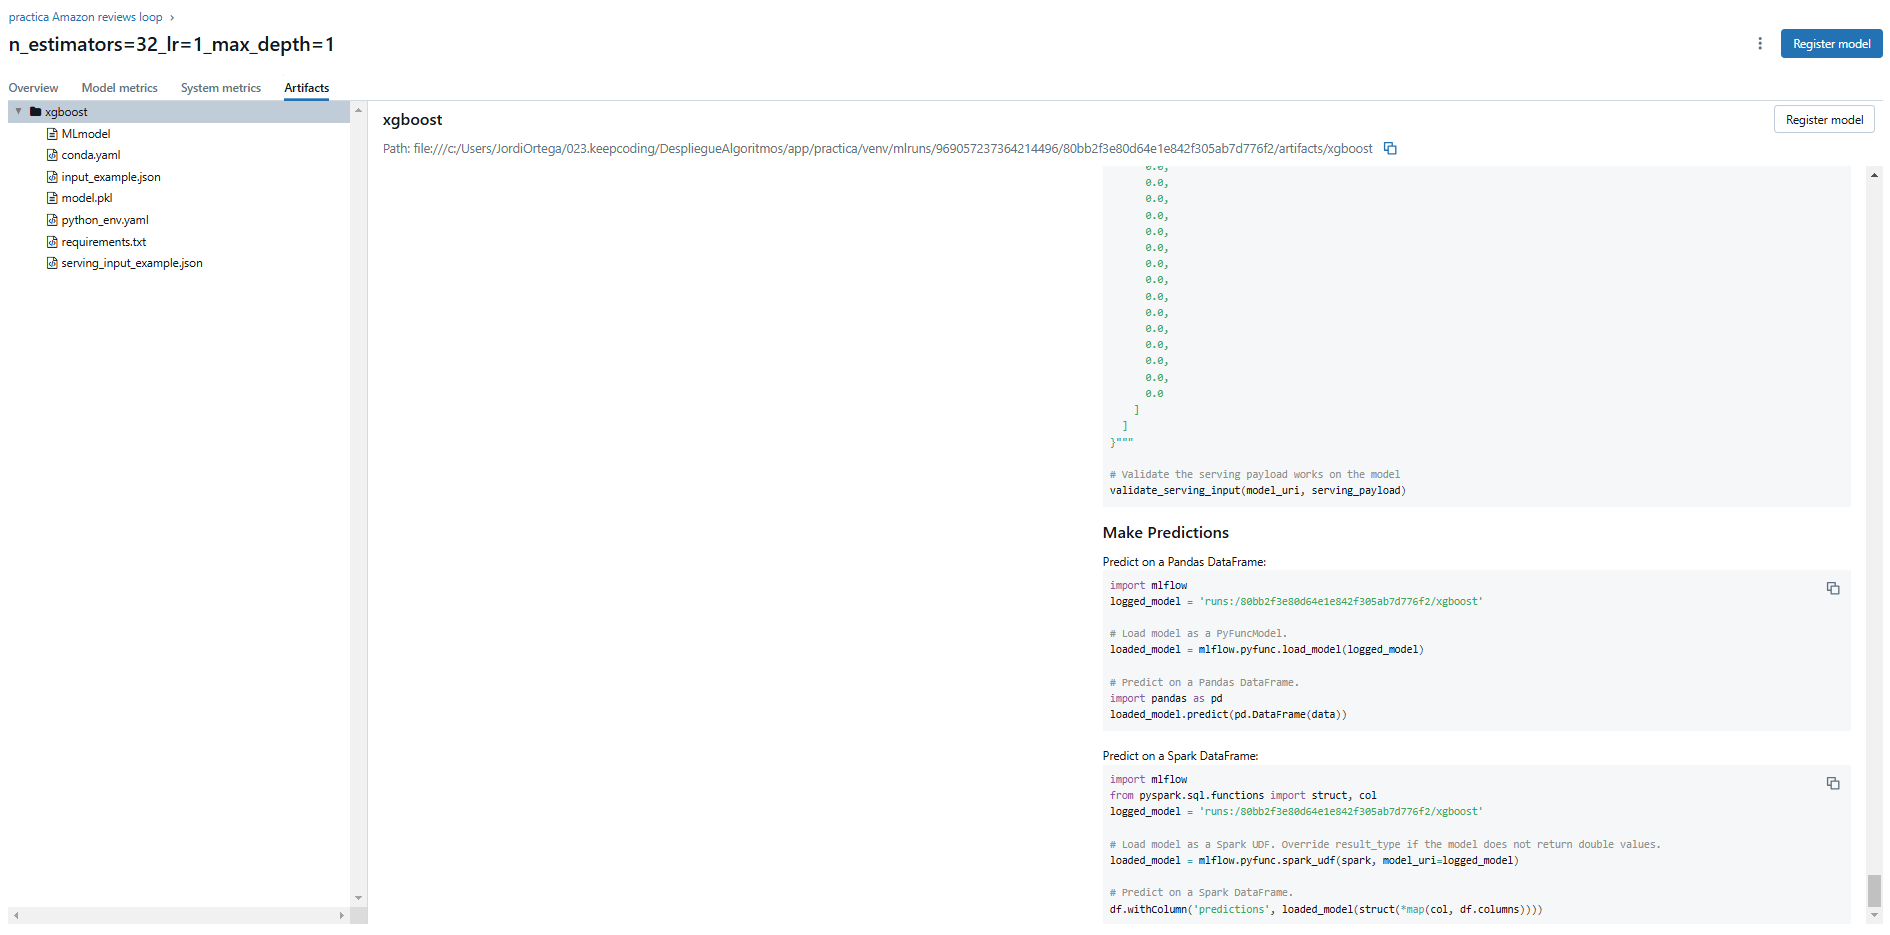 practica Amazon reviews loop ›
n_estimators=32_lr=1_max_depth=1
Register model
Overview Model metrics System metrics Artifacts
xgboost
MLmodel
conda.yaml
input_example.json
model.pkl
python_env.yaml
requirements.txt
serving_input_example.json
xgboost
Register model
Path: file:///c:/Users/JordiOrtega/023.keepcoding/DespliegueAlgoritmos/app/practica/venv/mlruns/969057237364214496/80bb2f3e80d64e1e842f305ab7d776f2/artifacts/xgboost
0.0,
0.0,
0.0,
0.0,
0.0,
0.0,
0.0,
0.0,
0.0,
0.0,
0.0,
0.0,
0.0,
0.0,
0.0
]
]
}"""
# Validate the serving payload works on the model
validate_serving_input(model_uri, serving_payload)
Make Predictions
Predict on a Pandas DataFrame:
import mlflow
logged_model = 'runs:/80bb2f3e80d64e1e842f305ab7d776f2/xgboost'
# Load model as a PyFuncModel.
loaded_model = mlflow.pyfunc.load_model(logged_model)
# Predict on a Pandas DataFrame.
import pandas as pd
loaded_model.predict(pd.DataFrame(data))
Predict on a Spark DataFrame:
import mlflow
from pyspark.sql.functions import struct, col
logged_model = 'runs:/80bb2f3e80d64e1e842f305ab7d776f2/xgboost'
# Load model as a Spark UDF. Override result_type if the model does not return double values.
loaded_model = mlflow.pyfunc.spark_udf(spark, model_uri=logged_model)
# Predict on a Spark DataFrame.
df.withColumn('predictions', loaded_model(struct(*map(col, df.columns))))